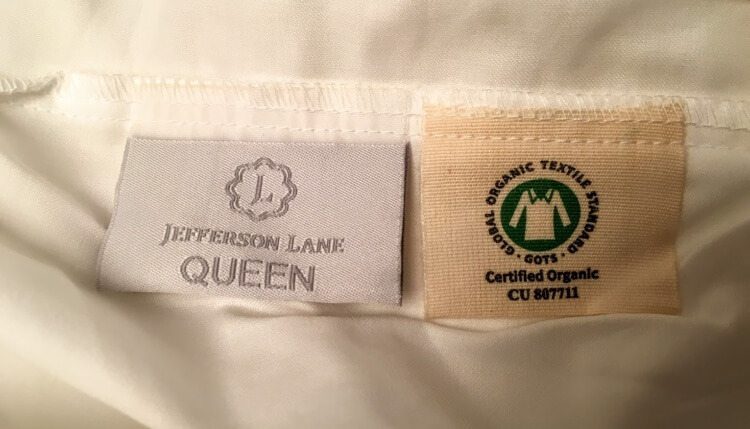 L
JEFFERSON LANE
QUEEN
GLOBAL ORGANIC TEXTILE STANDARD
· GOTS ·
Certified Organic
CU 807711